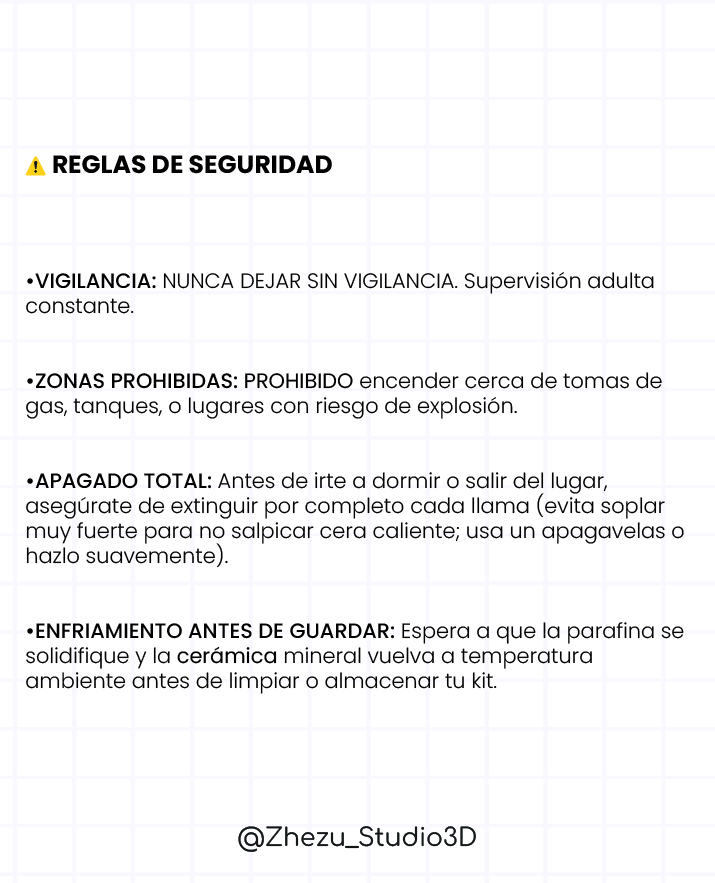 ⚠️ REGLAS DE SEGURIDAD
•VIGILANCIA: NUNCA DEJAR SIN VIGILANCIA. Supervisión adulta
constante.
•ZONAS PROHIBIDAS: PROHIBIDO encender cerca de tomas de
gas, tanques, o lugares con riesgo de explosión.
•APAGADO TOTAL: Antes de irte a dormir o salir del lugar,
asegúrate de extinguir por completo cada llama (evita soplar
muy fuerte para no salpicar cera caliente; usa un apagavelas o
hazlo suavemente).
•ENFRIAMIENTO ANTES DE GUARDAR: Espera a que la parafina se
solidifique y la cerámica mineral vuelva a temperatura
ambiente antes de limpiar o almacenar tu kit.
@Zhezu_Studio3D